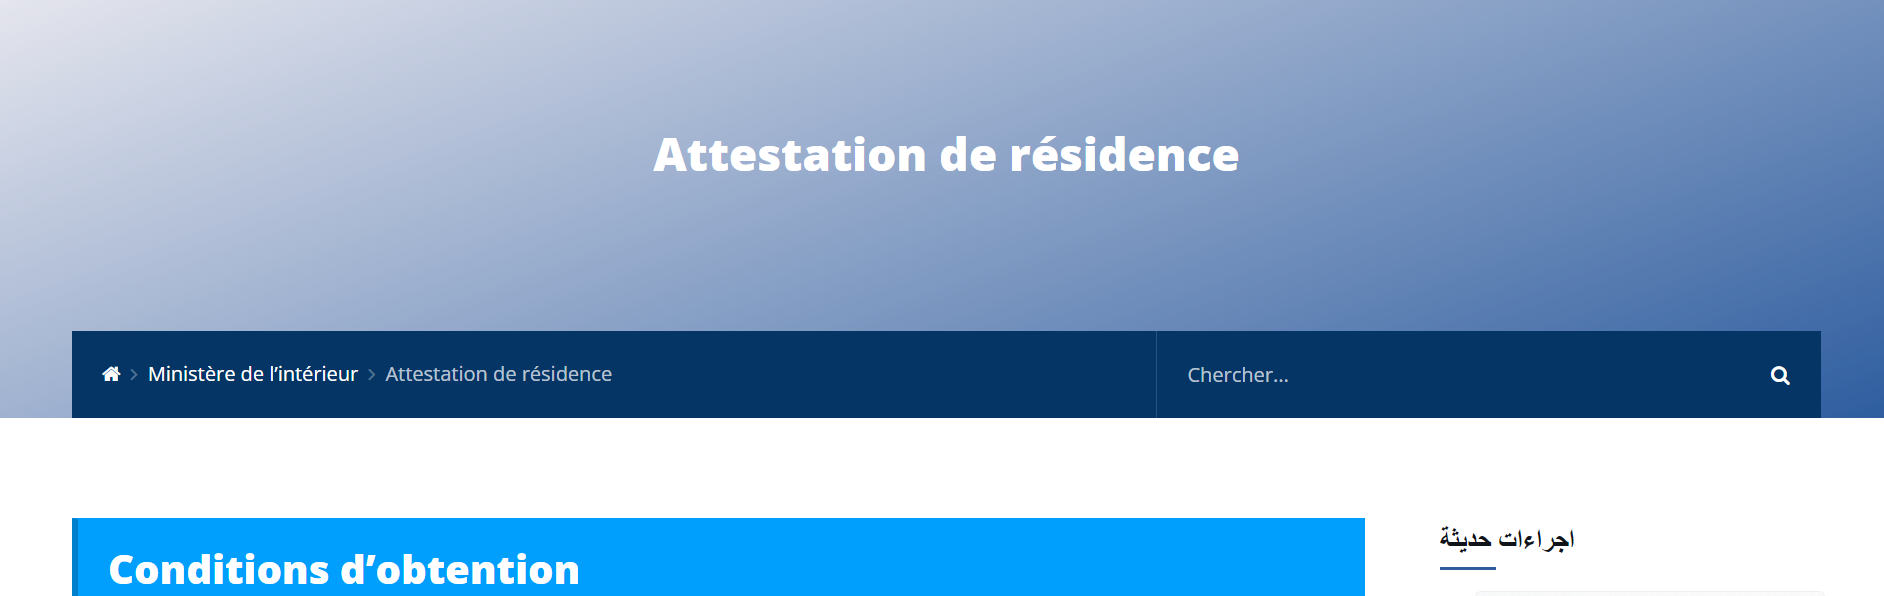 Attestation de résidence
Ministère de l’intérieur
Attestation de résidence
Chercher...
Conditions d’obtention
اجراءات حديثة